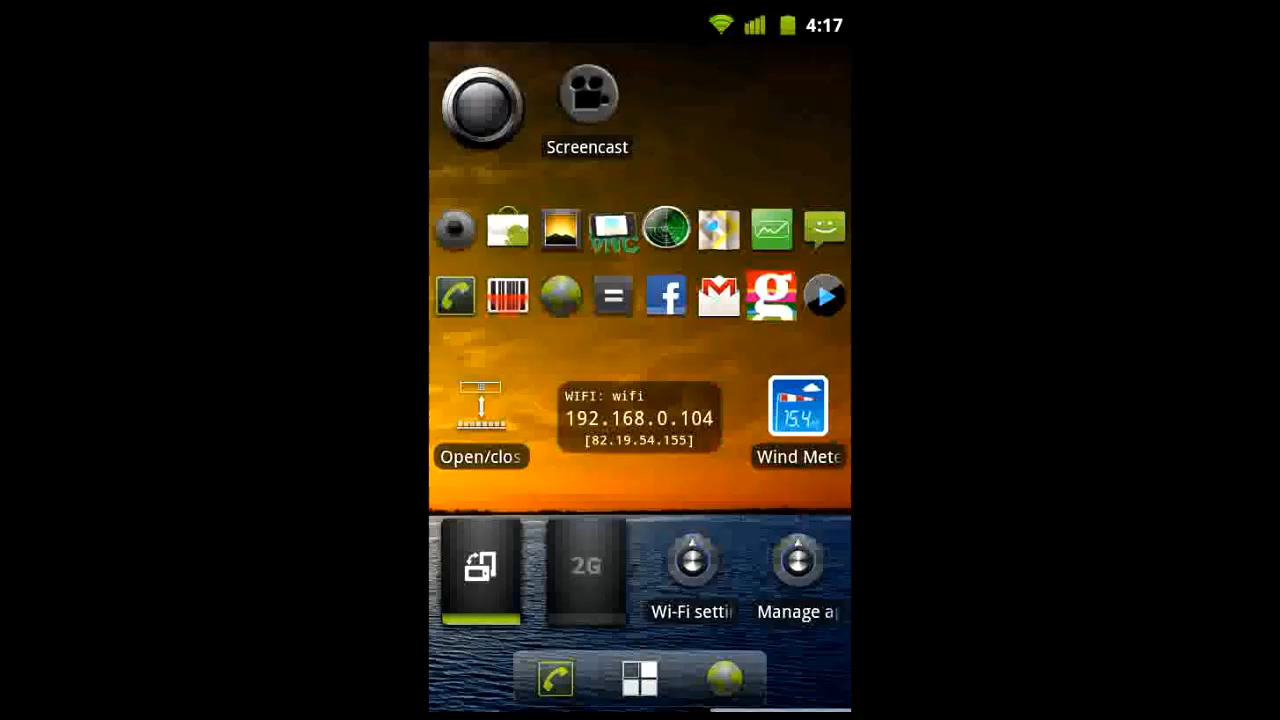 4:17
Screencast
VNC
f
M
g
WIFI: wifi
192.168.0.104
[82.19.54.155]
15.4
Open/clos
Wind Mete
2G
Wi-Fi setti
Manage a